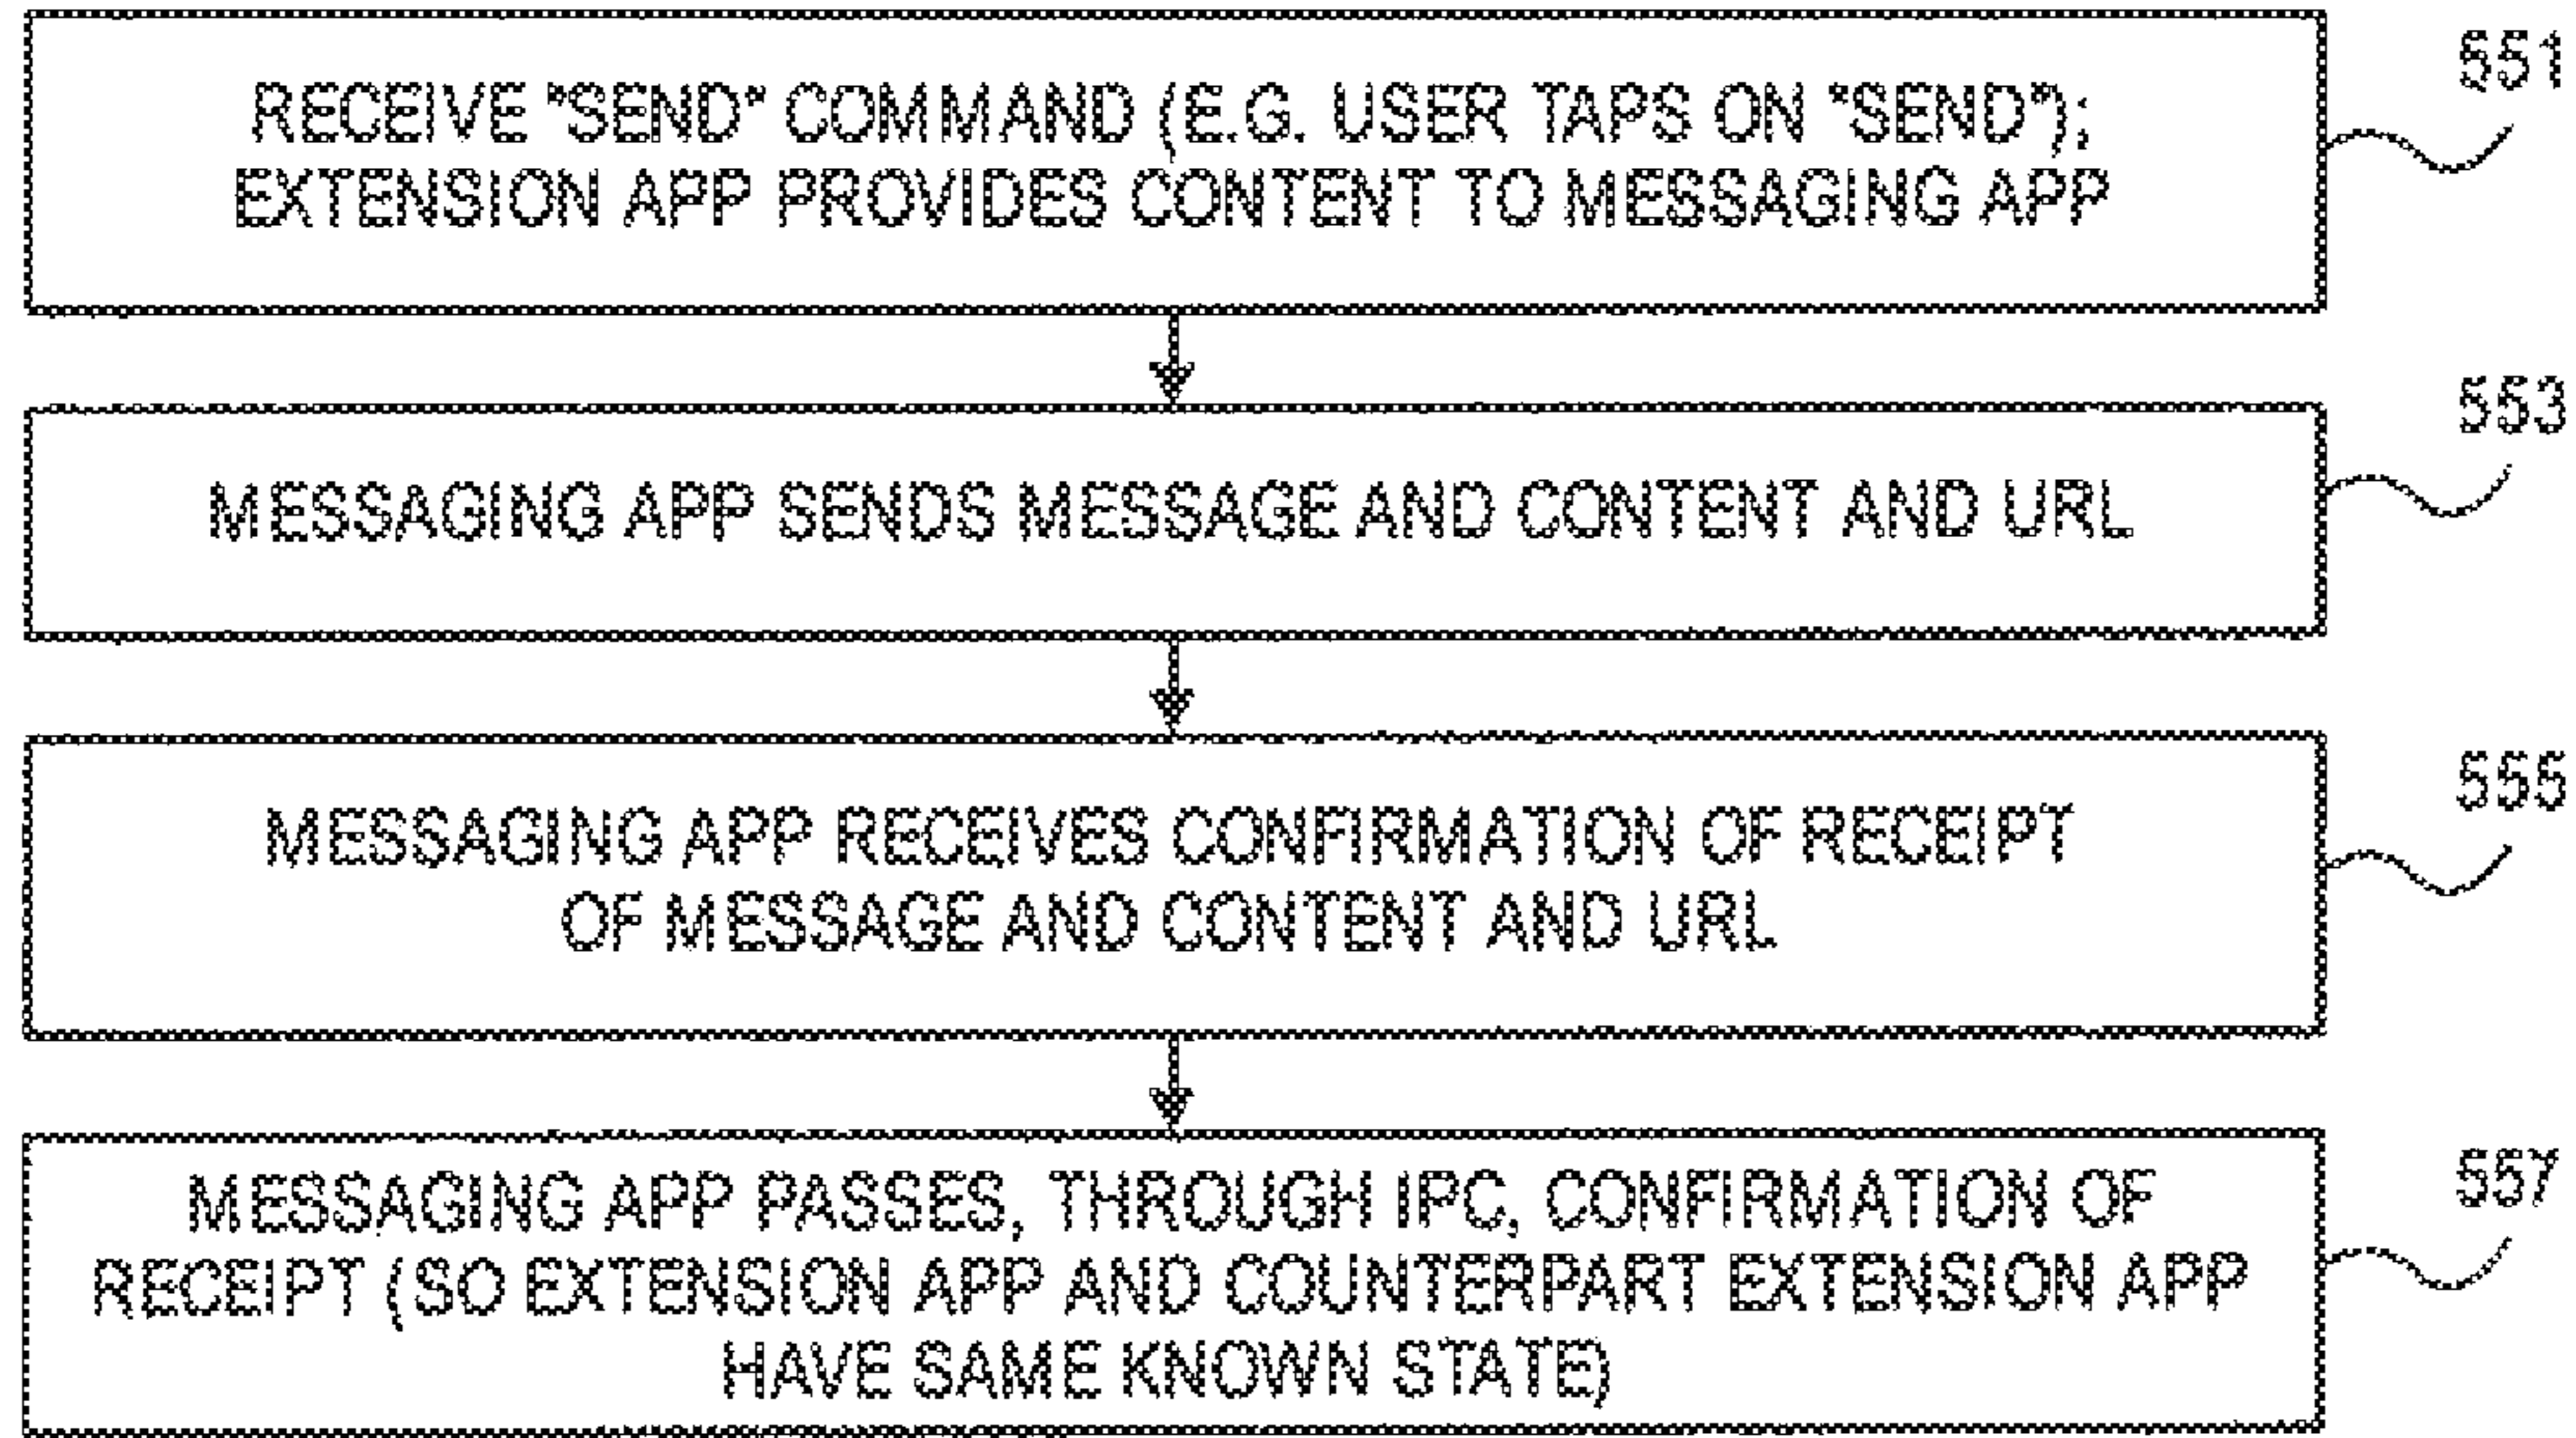 RECEIVE "SEND" COMMAND (E.G. USER TAPS ON "SEND");
EXTENSION APP PROVIDES CONTENT TO MESSAGING APP
551
MESSAGING APP SENDS MESSAGE AND CONTENT AND URL
553
MESSAGING APP RECEIVES CONFIRMATION OF RECEIPT
OF MESSAGE AND CONTENT AND URL
555
MESSAGING APP PASSES, THROUGH IPC, CONFIRMATION OF
RECEIPT (SO EXTENSION APP AND COUNTERPART EXTENSION APP
HAVE SAME KNOWN STATE)
557